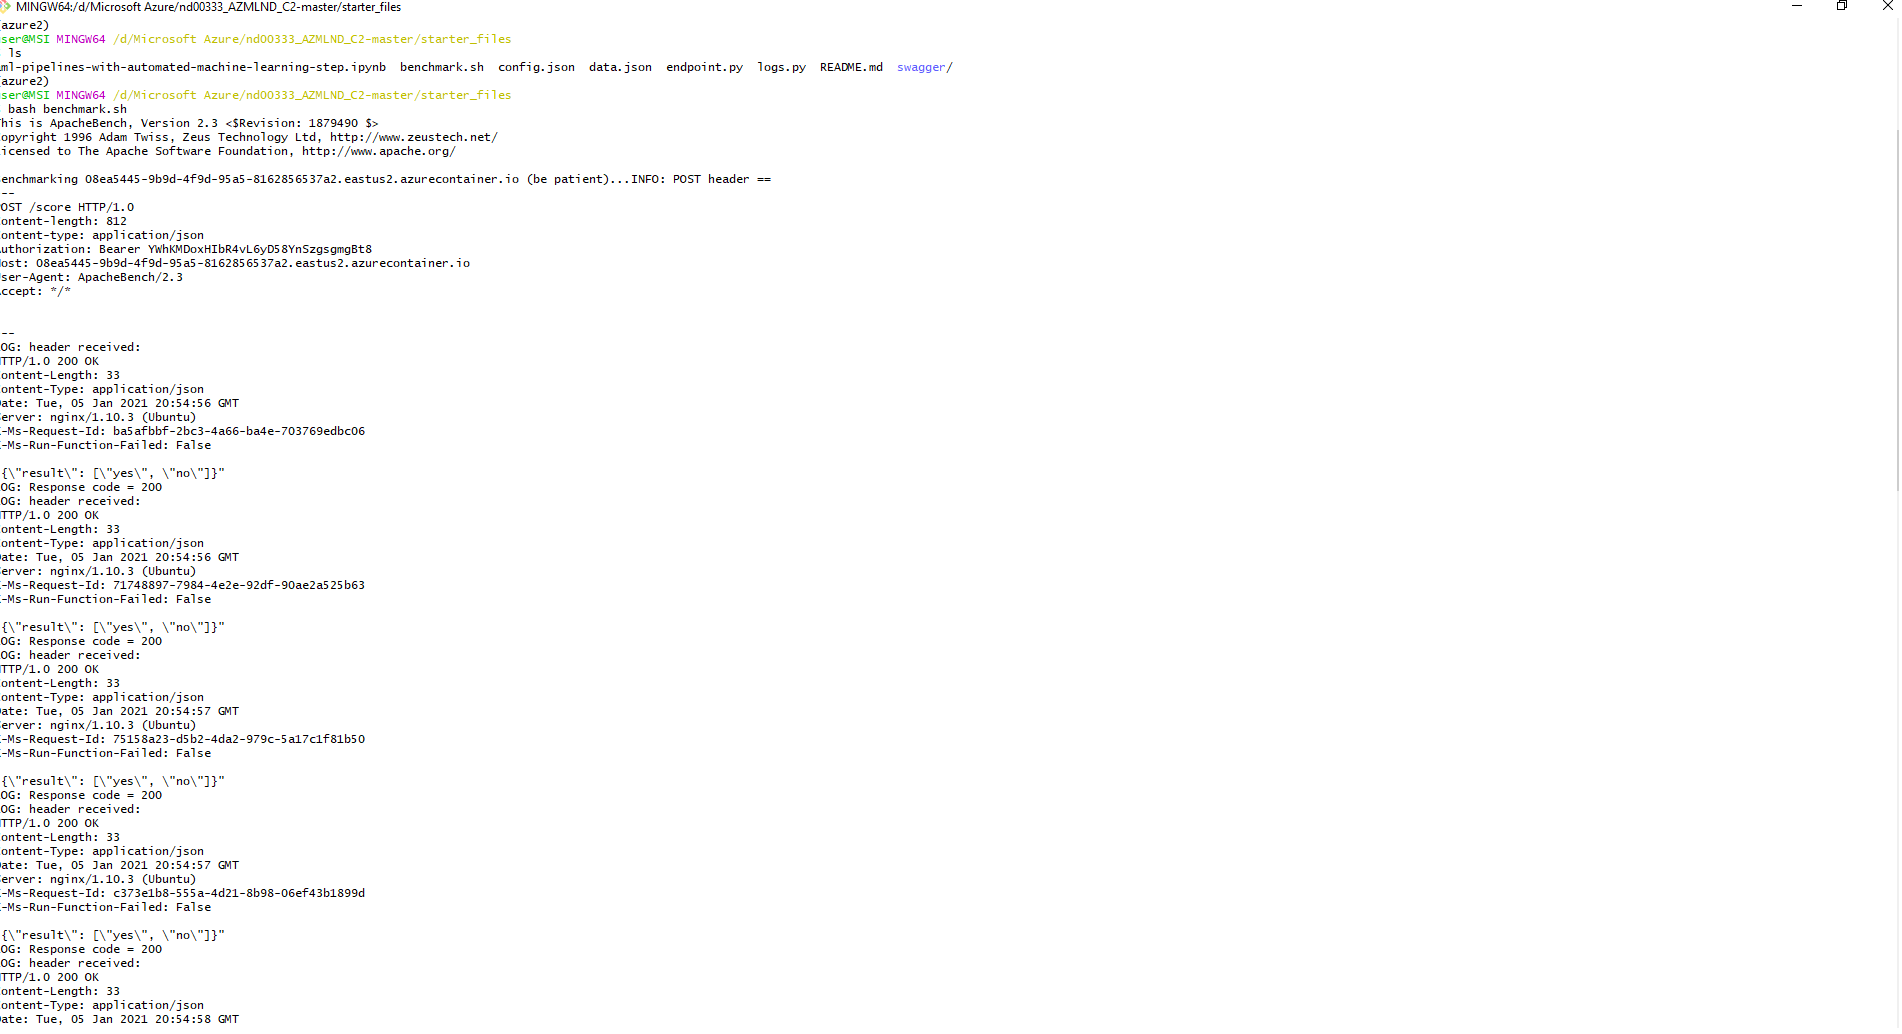 MINGW64:/d/Microsoft Azure/nd00333_AZMLND_C2-master/starter_files
(azure2)
ser@MSI MINGW64 /d/Microsoft Azure/nd00333_AZMLND_C2-master/starter_files
ls
ml-pipelines-with-automated-machine-learning-step.ipynb benchmark.sh config.json data.json endpoint.py logs.py README.md swagger/
(azure2)
ser@MSI MINGW64 /d/Microsoft Azure/nd00333_AZMLND_C2-master/starter_files
bash benchmark.sh
his is ApacheBench, Version 2.3 <$Revision: 1879490 $>
opyright 1996 Adam Twiss, Zeus Technology Ltd, http://www.zeustech.net/
icensed to The Apache Software Foundation, http://www.apache.org/
enchmarking 08ea5445-9b9d-4f9d-95a5-8162856537a2.eastus2.azurecontainer.io (be patient)...INFO: POST header ==
--
OST /score HTTP/1.0
ontent-length: 812
ontent-type: application/json
uthorization: Bearer YWhKMDoxHIbR4vL6yD58YnSzgsgmgBt8
ost: 08ea5445-9b9d-4f9d-95a5-8162856537a2.eastus2.azurecontainer.io
ser-Agent: ApacheBench/2.3
ccept: */*
--
OG: header received:
TTP/1.0 200 OK
ontent-Length: 33
ontent-Type: application/json
ate: Tue, 05 Jan 2021 20:54:56 GMT
erver: nginx/1.10.3 (Ubuntu)
-Ms-Request-Id: ba5afbbf-2bc3-4a66-ba4e-703769edbc06
-Ms-Run-Function-Failed: False
{\"result\": [\"yes\", \"no\"]}"
OG: Response code = 200
OG: header received:
TTP/1.0 200 OK
ontent-Length: 33
ontent-Type: application/json
ate: Tue, 05 Jan 2021 20:54:56 GMT
erver: nginx/1.10.3 (Ubuntu)
-Ms-Request-Id: 71748897-7984-4e2e-92df-90ae2a525b63
-Ms-Run-Function-Failed: False
{\"result\": [\"yes\", \"no\"]}"
OG: Response code = 200
OG: header received:
TTP/1.0 200 OK
ontent-Length: 33
ontent-Type: application/json
ate: Tue, 05 Jan 2021 20:54:57 GMT
erver: nginx/1.10.3 (Ubuntu)
-Ms-Request-Id: 75158a23-d5b2-4da2-979c-5a17c1f81b50
-Ms-Run-Function-Failed: False
{\"result\": [\"yes\", \"no\"]}"
OG: Response code = 200
OG: header received:
TTP/1.0 200 OK
ontent-Length: 33
ontent-Type: application/json
ate: Tue, 05 Jan 2021 20:54:57 GMT
erver: nginx/1.10.3 (Ubuntu)
-Ms-Request-Id: c373e1b8-555a-4d21-8b98-06ef43b1899d
-Ms-Run-Function-Failed: False
{\"result\": [\"yes\", \"no\"]}"
OG: Response code = 200
OG: header received:
TTP/1.0 200 OK
ontent-Length: 33
ontent-Type: application/json
ate: Tue, 05 Jan 2021 20:54:58 GMT